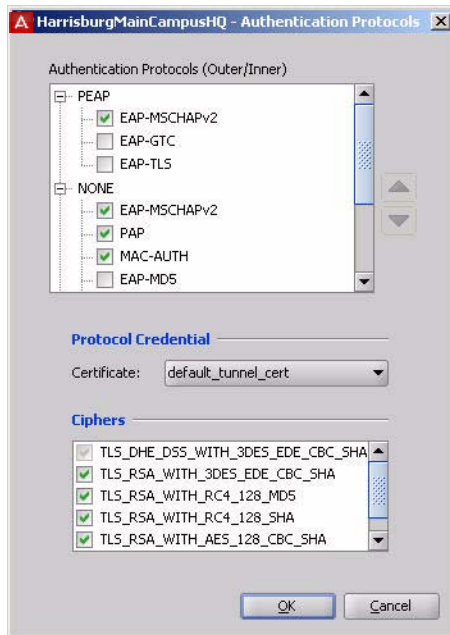 HarrisburgMainCampusHQ - Authentication Protocols
Authentication Protocols (Outer/Inner)
PEAP
EAP-MSCHAPv2
EAP-GTC
EAP-TLS
NONE
EAP-MSCHAPv2
PAP
MAC-AUTH
EAP-MD5
Protocol Credential
Certificate: default_tunnel_cert
Ciphers
TLS_DHE_DSS_WITH_3DES_EDE_CBC_SHA
TLS_RSA_WITH_3DES_EDE_CBC_SHA
TLS_RSA_WITH_RC4_128_MD5
TLS_RSA_WITH_RC4_128_SHA
TLS_RSA_WITH_AES_128_CBC_SHA
OK Cancel